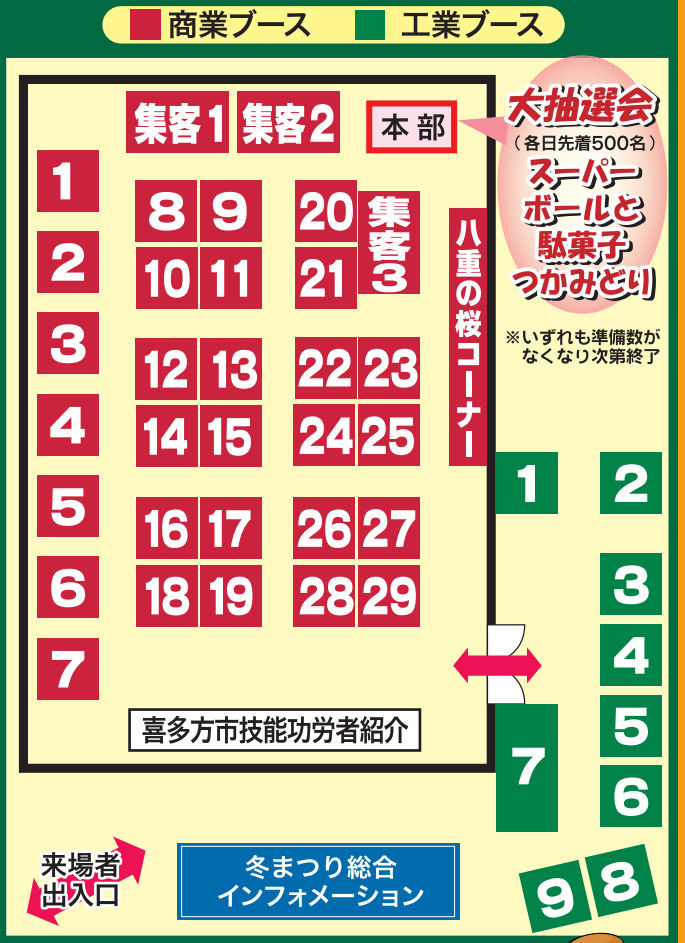 商業ブース 工業ブース
集客1 集客2 本部
大抽選会
(各日先着500名)
スーパー
ボールと
駄菓子
つかみどり
※いずれも準備数が
なくなり次第終了
1
2
3
4
5
6
7
8 9
10 11
12 13
14 15
16 17
18 19
20
21
集客3
22 23
24 25
26 27
28 29
八重の桜コーナー
喜多方市技能功労者紹介
1 2
3
4
5
6
7
8
9
来場者
出入口
冬まつり総合
インフォメーション